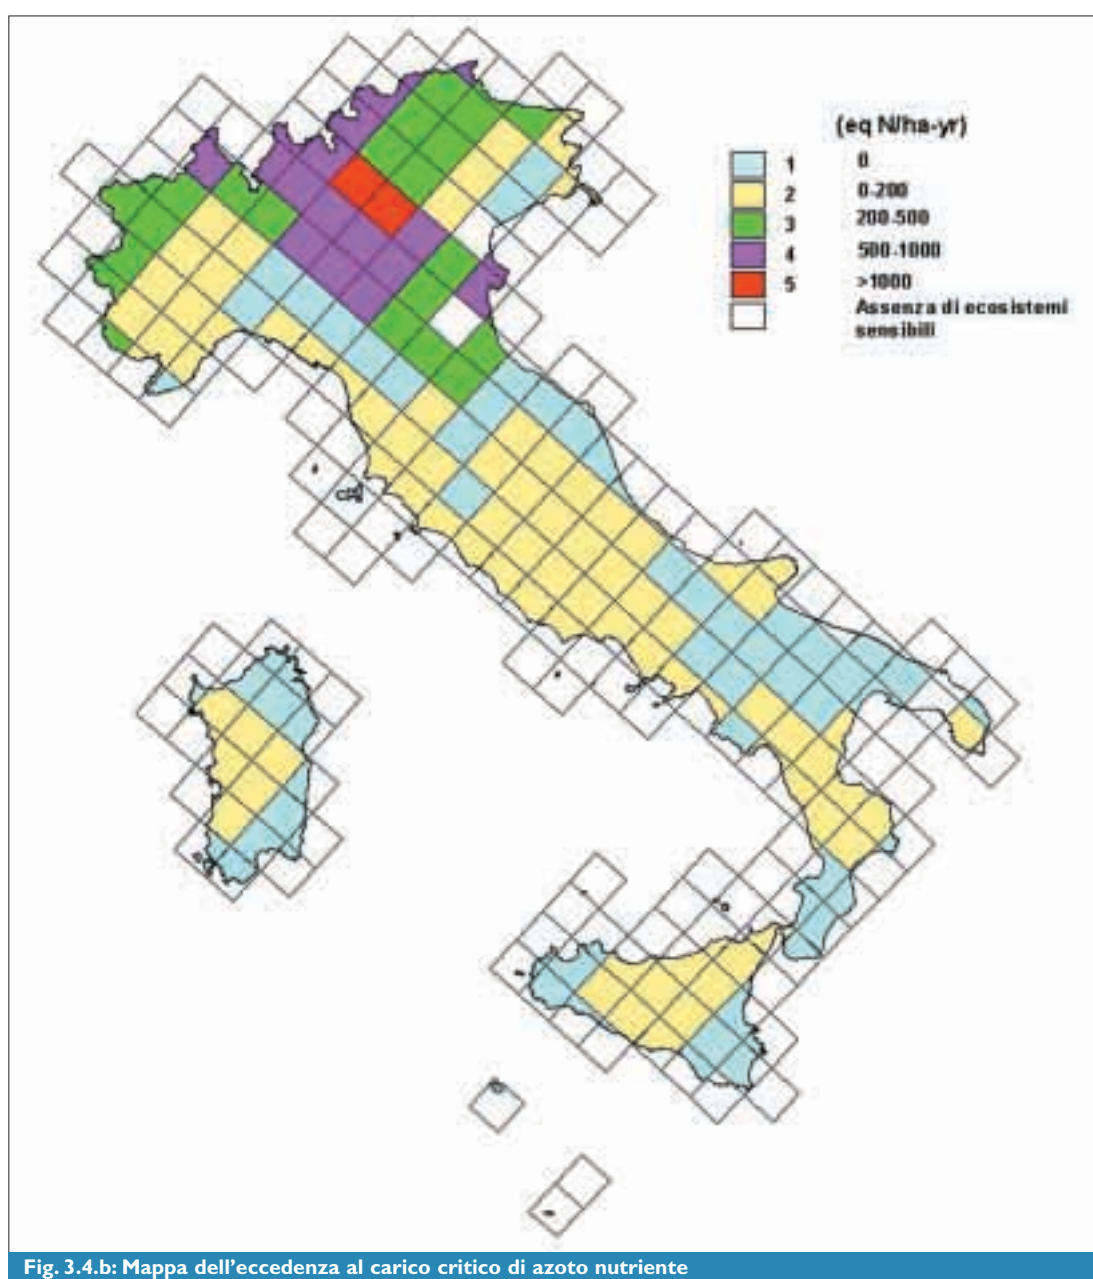 (eq N/ha-yr)
1 0
2 0-200
3 200-500
4 500-1000
5 >1000
Assenza di ecosistemi
sensibili
Fig. 3.4.b: Mappa dell'eccedenza al carico critico di azoto nutriente